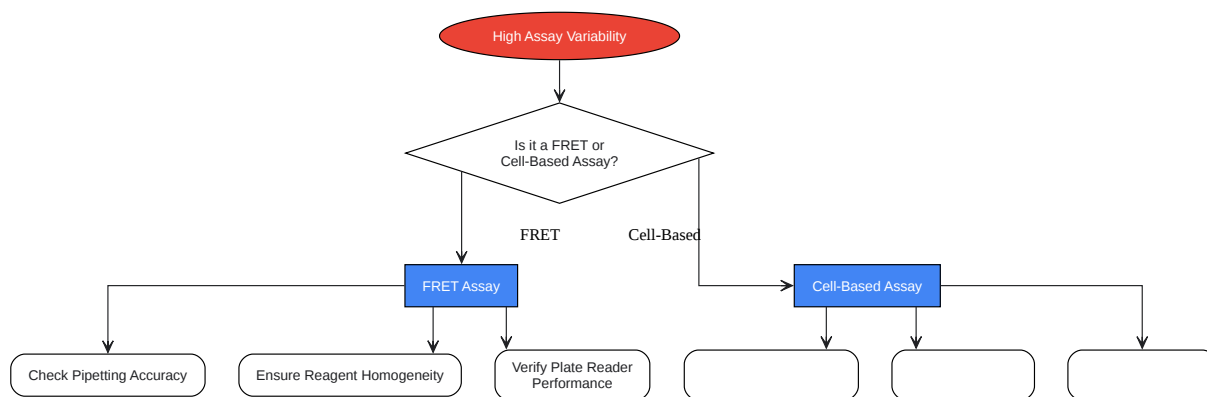 High Assay Variability
Is it a FRET or
Cell-Based Assay?
FRET
Cell-Based
FRET Assay
Cell-Based Assay
Check Pipetting Accuracy
Ensure Reagent Homogeneity
Verify Plate Reader
Performance